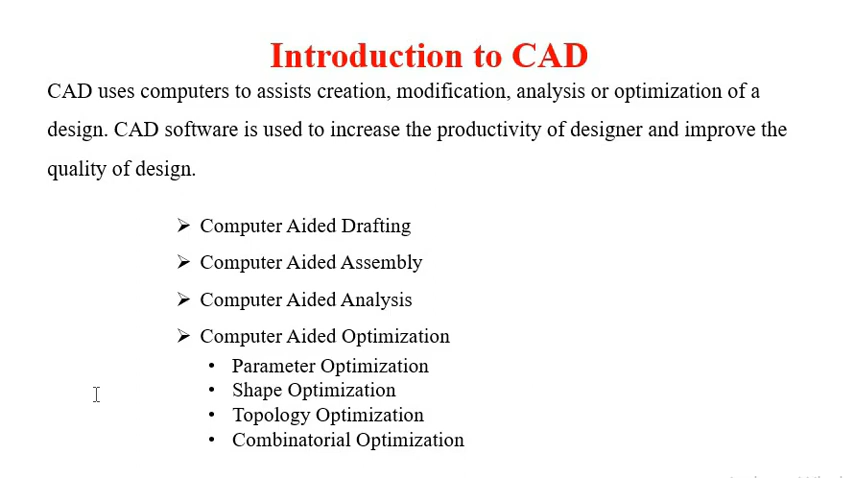 Introduction to CAD
CAD uses computers to assists creation, modification, analysis or optimization of a
design. CAD software is used to increase the productivity of designer and improve the
quality of design.
➢ Computer Aided Drafting
➢ Computer Aided Assembly
➢ Computer Aided Analysis
➢ Computer Aided Optimization
• Parameter Optimization
• Shape Optimization
• Topology Optimization
• Combinatorial Optimization